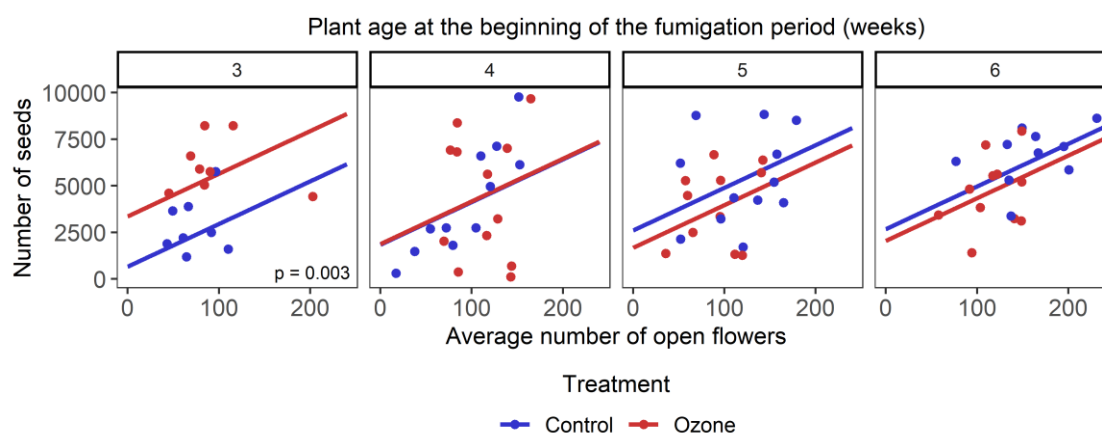 Plant age at the beginning of the fumigation period (weeks)
3 4 5 6
Number of seeds
10000
7500
5000
2500
0
p = 0.003
0 100 200 0 100 200 0 100 200 0 100 200
Average number of open flowers
Treatment
Control Ozone